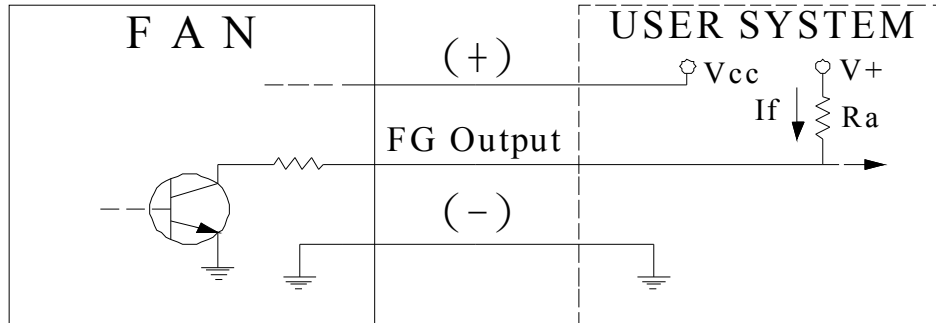 F A N
USER SYSTEM
(+)
Vcc
V+
If
Ra
FG Output
(-)